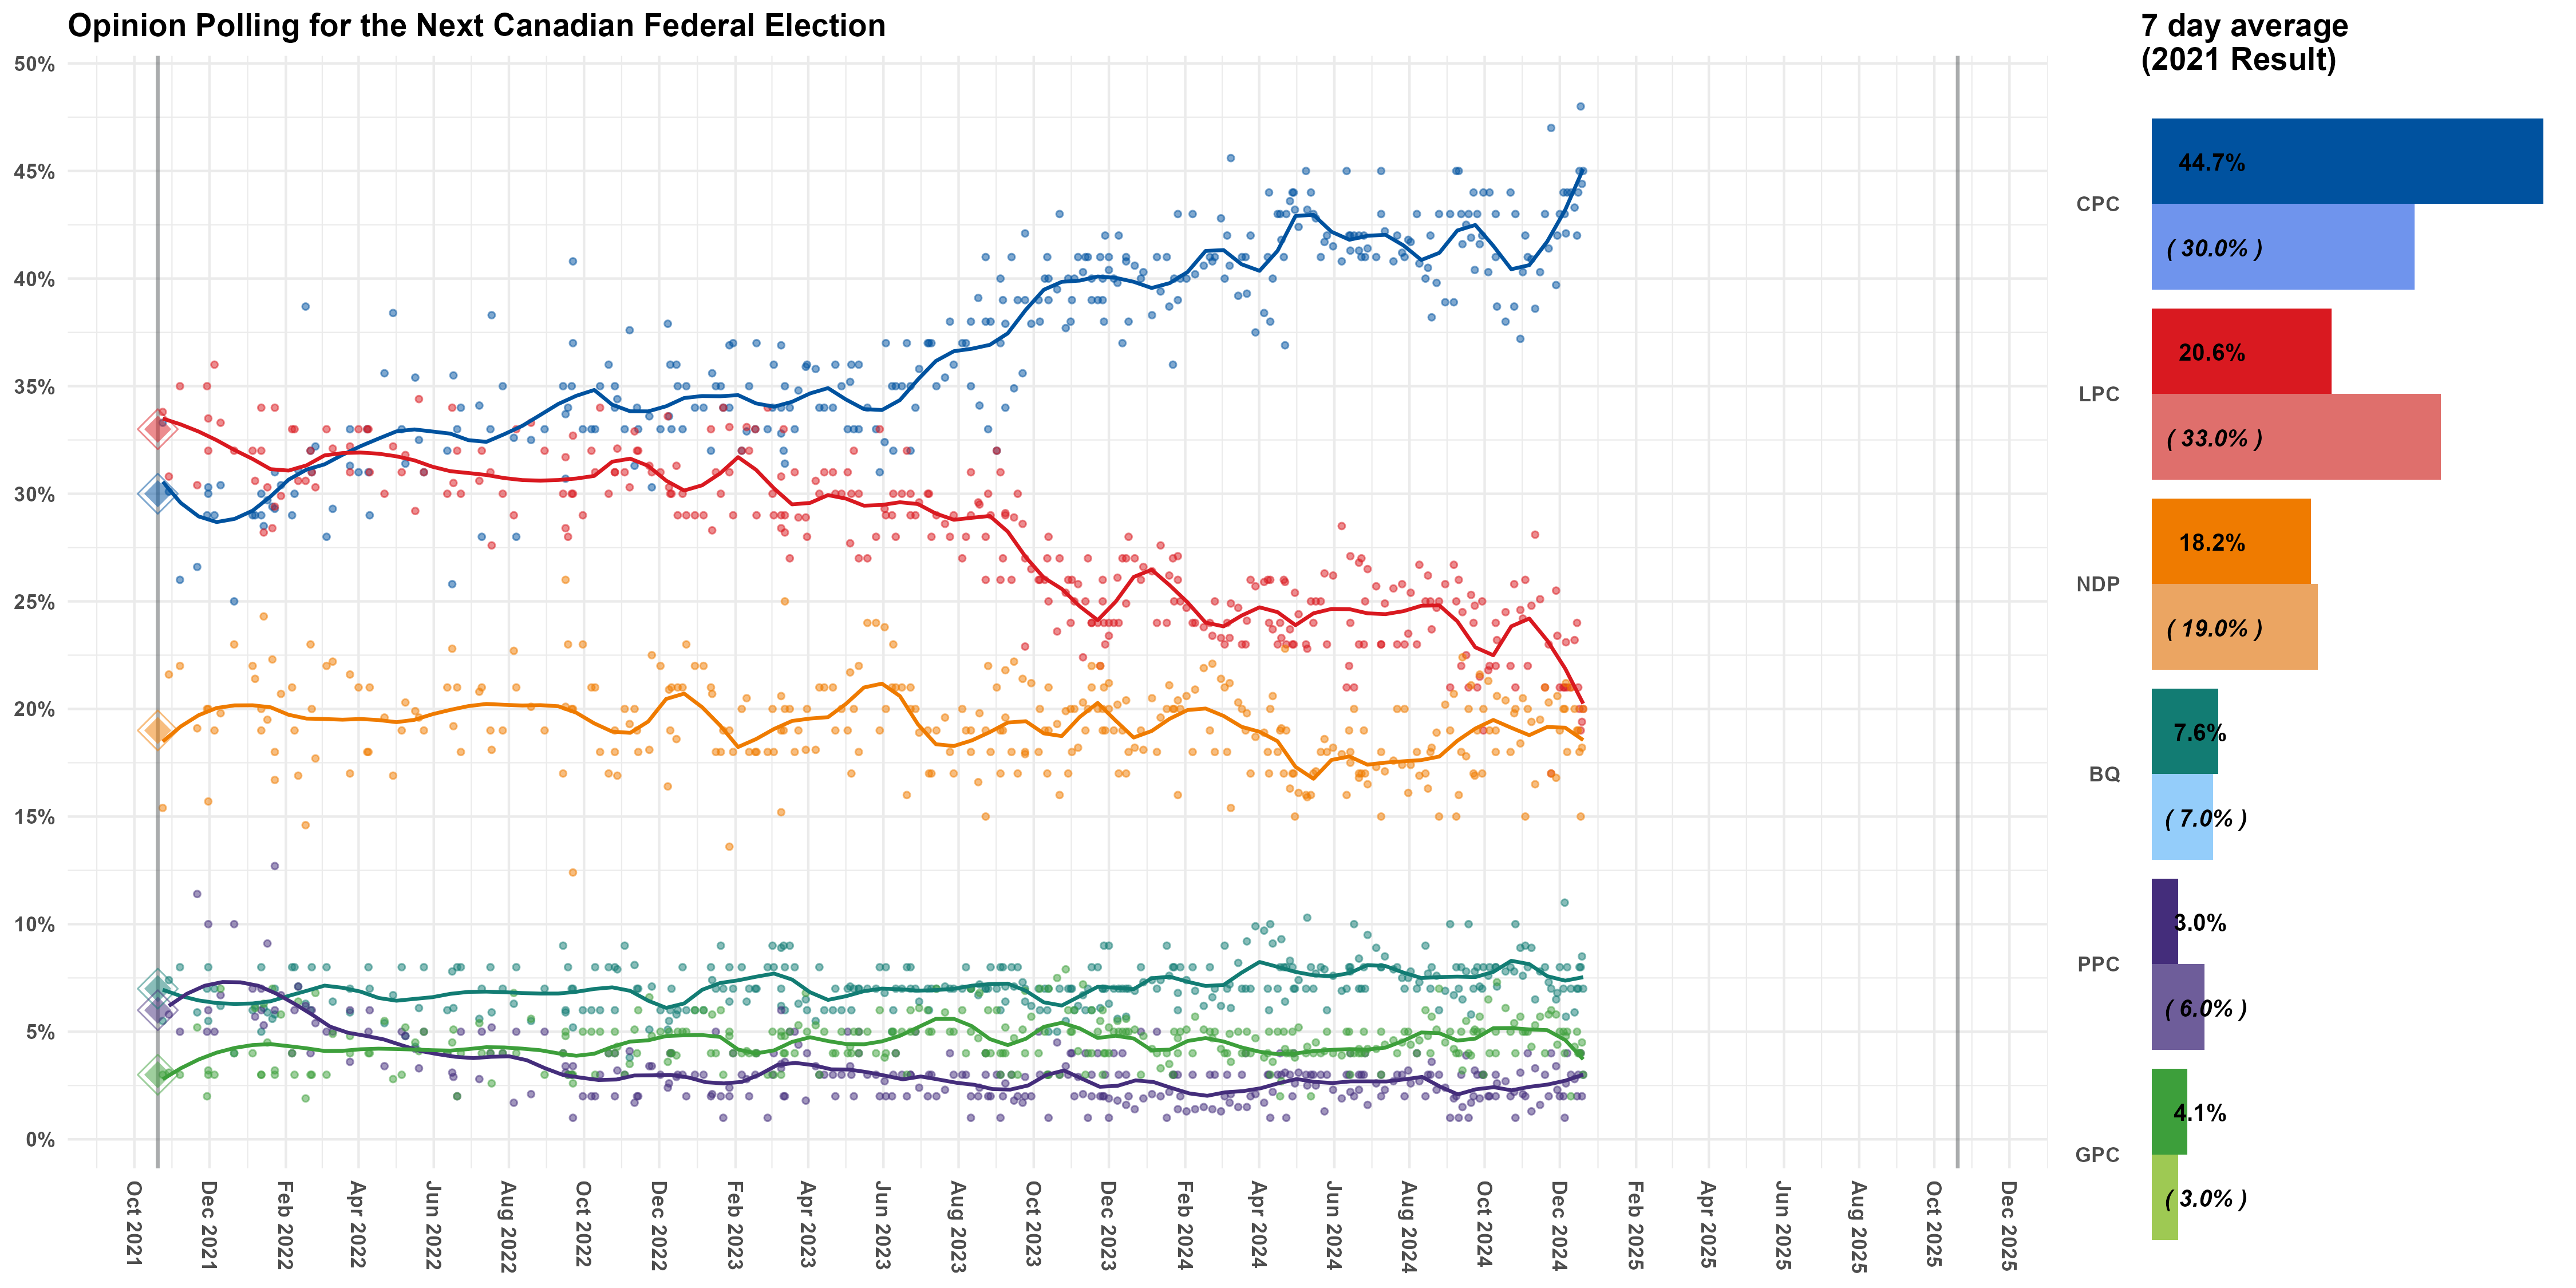 Opinion Polling for the Next Canadian Federal Election
7 day average
(2021 Result)
50%
45%
40%
35%
30%
25%
20%
15%
10%
5%
0%
Oct 2021
Dec 2021
Feb 2022
Apr 2022
Jun 2022
Aug 2022
Oct 2022
Dec 2022
Feb 2023
Apr 2023
Jun 2023
Aug 2023
Oct 2023
Dec 2023
Feb 2024
Apr 2024
Jun 2024
Aug 2024
Oct 2024
Dec 2024
Feb 2025
Apr 2025
Jun 2025
Aug 2025
Oct 2025
Dec 2025
CPC
44.7%
( 30.0% )
LPC
20.6%
( 33.0% )
NDP
18.2%
( 19.0% )
BQ
7.6%
( 7.0% )
PPC
3.0%
( 6.0% )
GPC
4.1%
( 3.0% )